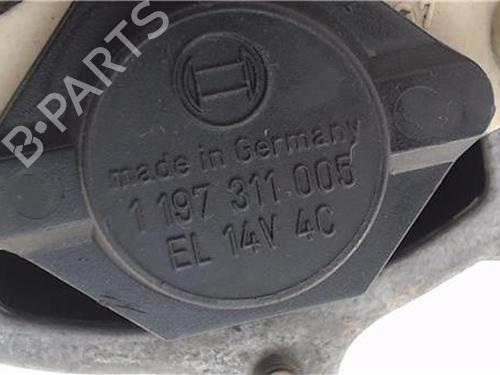 B-PARTS
made in Germany
1 197 311 005
EL 14V 4C